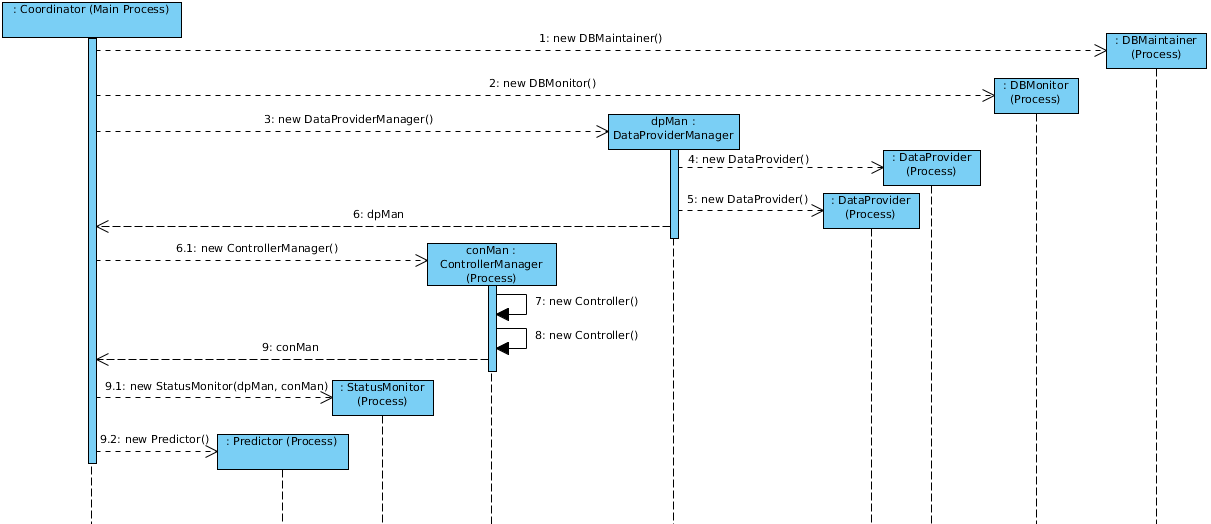 : Coordinator (Main Process)
1: new DBMaintainer()
: DBMaintainer
(Process)
2: new DBMonitor()
: DBMonitor
(Process)
3: new DataProviderManager()
dpMan :
DataProviderManager
4: new DataProvider()
: DataProvider
(Process)
5: new DataProvider()
: DataProvider
(Process)
6: dpMan
6.1: new ControllerManager()
conMan :
ControllerManager
(Process)
7: new Controller()
8: new Controller()
9: conMan
9.1: new StatusMonitor(dpMan, conMan)
: StatusMonitor
(Process)
9.2: new Predictor()
: Predictor (Process)